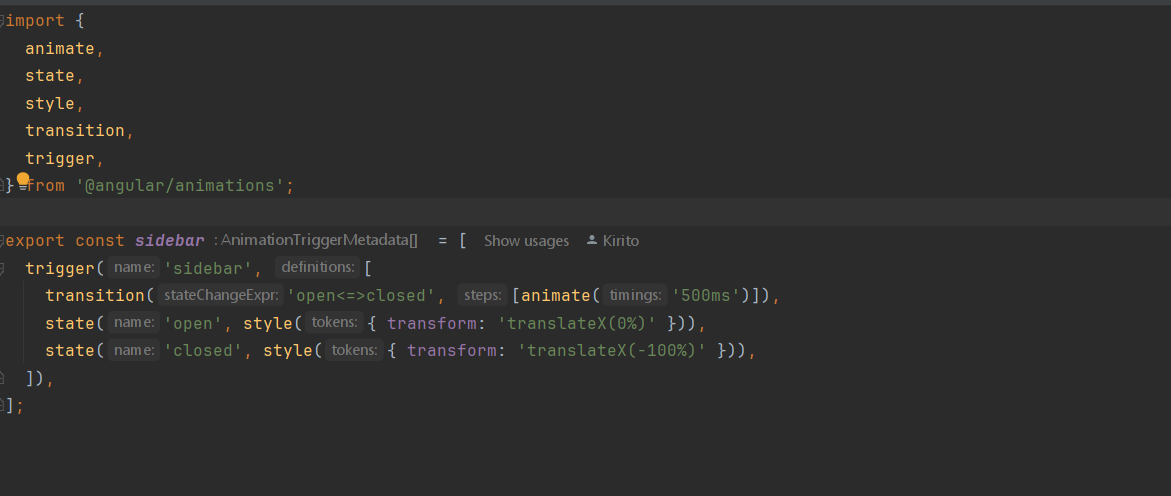 import {
  animate,
  state,
  style,
  transition,
  trigger,
} from '@angular/animations';
export const sidebar : AnimationTriggerMetadata[] = [ Show usages Kirito
  trigger( name: 'sidebar', definitions: [
    transition( stateChangeExpr: 'open<=>closed', steps: [animate( timings: '500ms')]),
    state( name: 'open', style( tokens: { transform: 'translateX(0%)' })),
    state( name: 'closed', style( tokens: { transform: 'translateX(-100%)' })),
  ]),
];